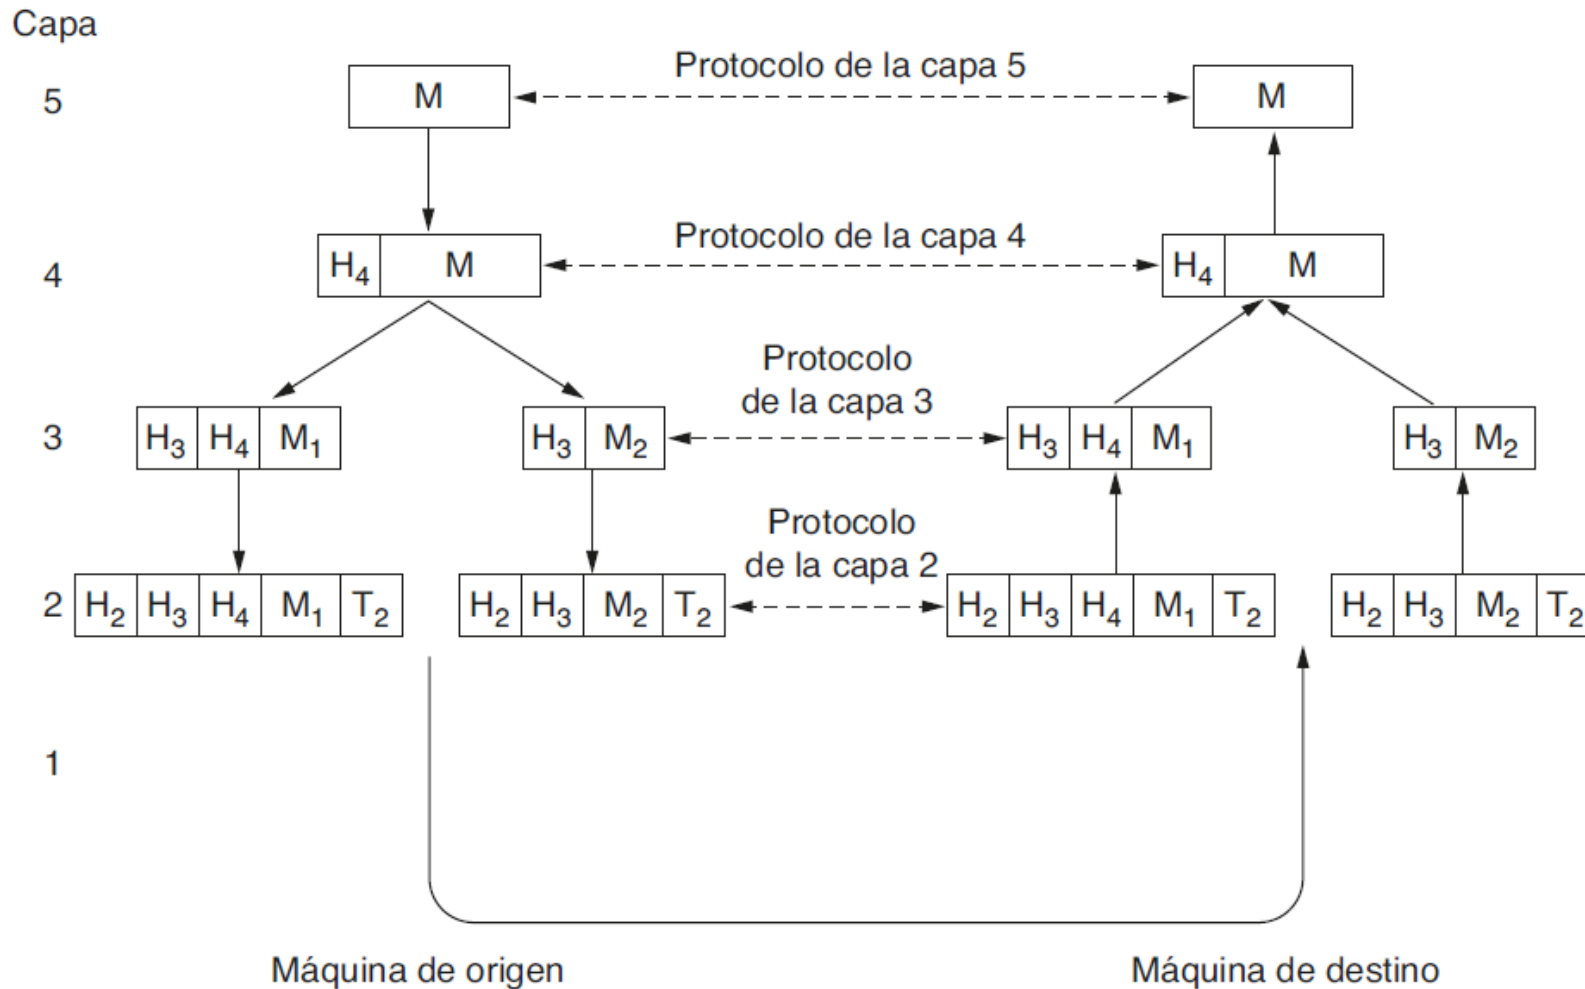 Capa
5 M Protocolo de la capa 5 M
4 H4 M Protocolo de la capa 4 H4 M
Protocolo
de la capa 3
3 H3 H4 M1 H3 M2 H3 H4 M1 H3 M2
Protocolo
de la capa 2
2 H2 H3 H4 M1 T2 H2 H3 M2 T2 H2 H3 H4 M1 T2 H2 H3 M2 T2
1
Máquina de origen Máquina de destino